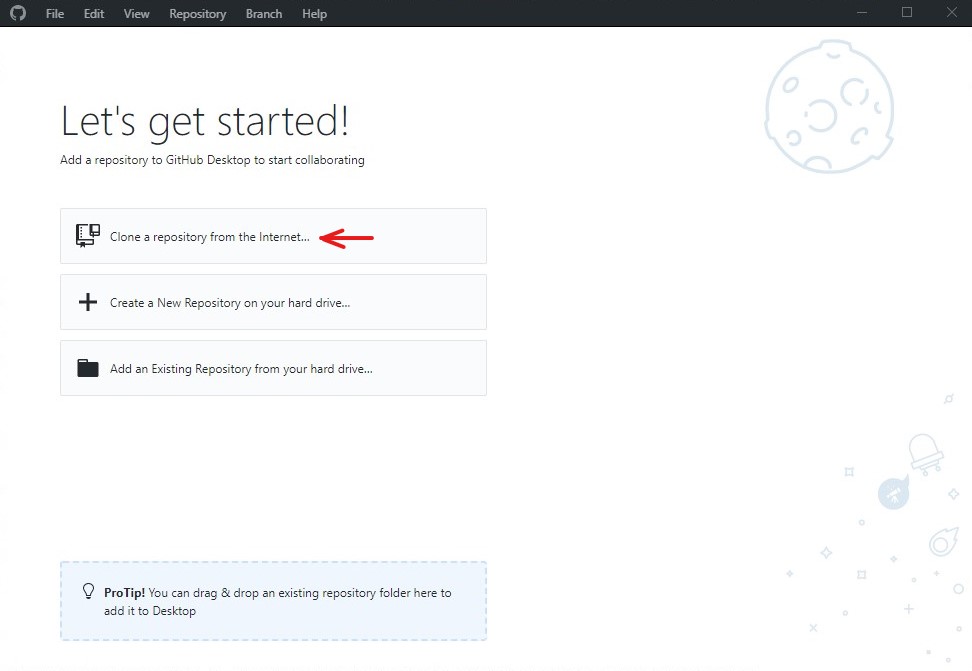 File Edit View Repository Branch Help
Let's get started!
Add a repository to GitHub Desktop to start collaborating
Clone a repository from the Internet...
Create a New Repository on your hard drive...
Add an Existing Repository from your hard drive...
ProTip! You can drag & drop an existing repository folder here to
add it to Desktop